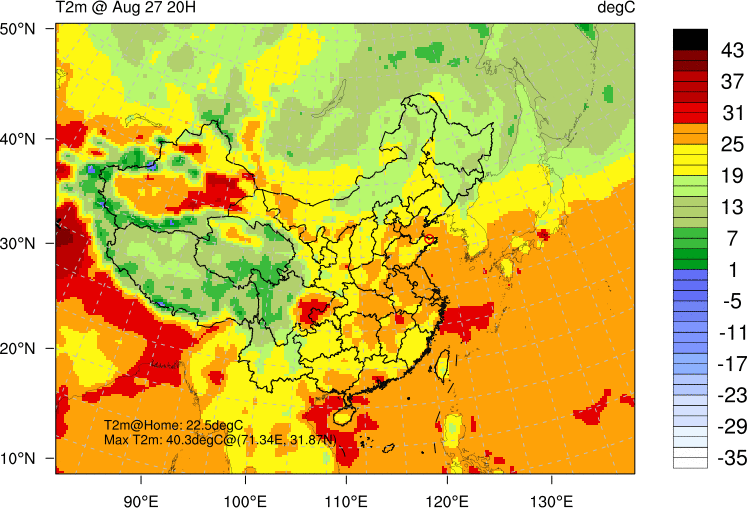 T2m @ Aug 27 20H
degC
50°N
40°N
30°N
20°N
10°N
T2m@Home: 22.5degC
Max T2m: 40.3degC@(71.34E, 31.87N)
90°E
100°E
110°E
120°E
130°E
43
37
31
25
19
13
7
1
-5
-11
-17
-23
-29
-35